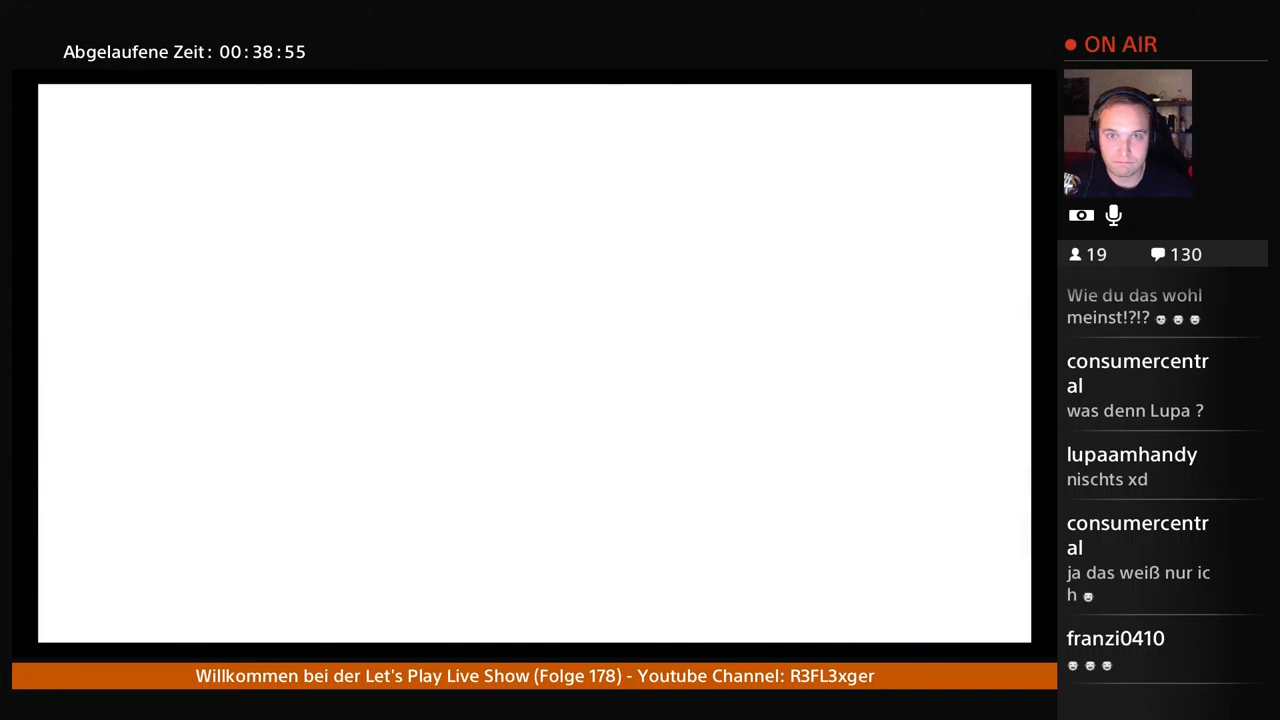 Abgelaufene Zeit: 00:38:55
ON AIR
19 130
Wie du das wohl
meinst!?!?
consumercentr
al
was denn Lupa ?
lupaamhandy
nischts xd
consumercentr
al
ja das weiß nur ic
h
franzi0410
Willkommen bei der Let's Play Live Show (Folge 178) - Youtube Channel: R3FL3xger